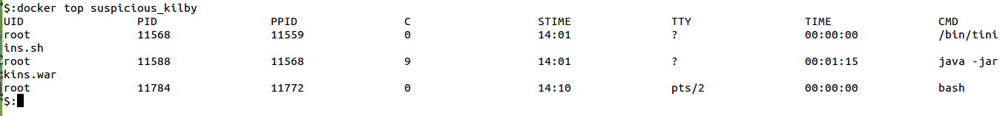 $:docker top suspicious_kilby
UID PID PPID C STIME TTY TIME CMD
root 11568 11559 0 14:01 ? 00:00:00 /bin/tini
ins.sh
root 11588 11568 9 14:01 ? 00:01:15 java -jar
kins.war
root 11784 11772 0 14:10 pts/2 00:00:00 bash
$: